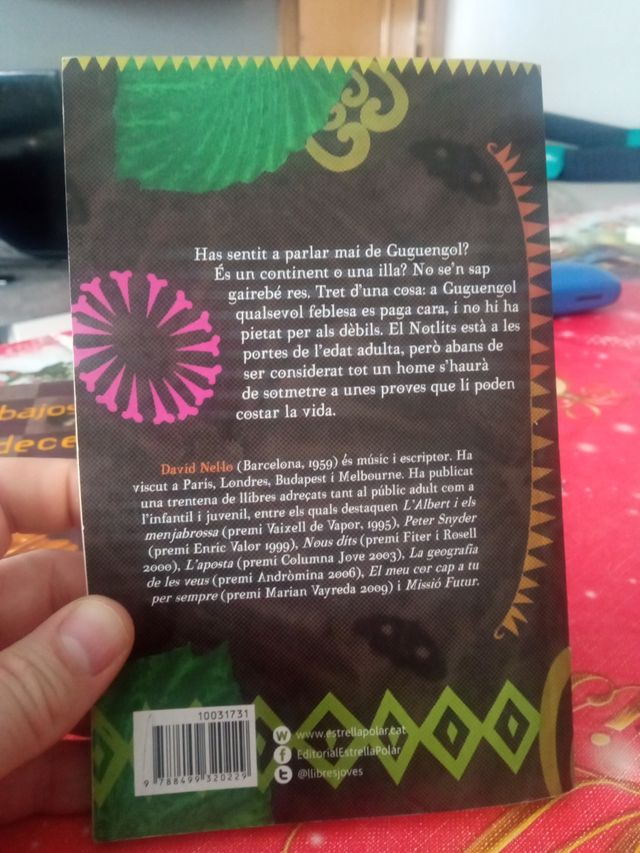 Has sentit a parlar mai de Guguengol?
És un continent o una illa? No se'n sap
gairebé res. Tret d'una cosa: a Guguengol
qualsevol feblesa es paga cara, i no hi ha
pietat per als dèbils. El Notlits està a les
portes de l'edat adulta, però abans de
ser considerat tot un home s'haurà
de sotmetre a unes proves que li poden
costar la vida.
David Nel·lo (Barcelona, 1959) és músic i escriptor. Ha
viscut a París, Londres, Budapest i Melbourne. Ha publicat
una trentena de llibres adreçats tant al públic adult com a
l'infantil i juvenil, entre els quals destaquen L'Albert i els
menjabrossa (premi Vaixell de Vapor, 1995), Peter Snyder
(premi Enric Valor 1999), Nous dits (premi Fiter i Rosell
2000), L'aposta (premi Columna Jove 2003), La geografia
de les veus (premi Andròmina 2006), El meu cor cap a tu
per sempre (premi Marian Vayreda 2009) i Missió Futur.
bajos
dece
10031731
9 788499 320229
w www.estrellapolar.cat
f EditorialEstrellaPolar
t @llibresjoves